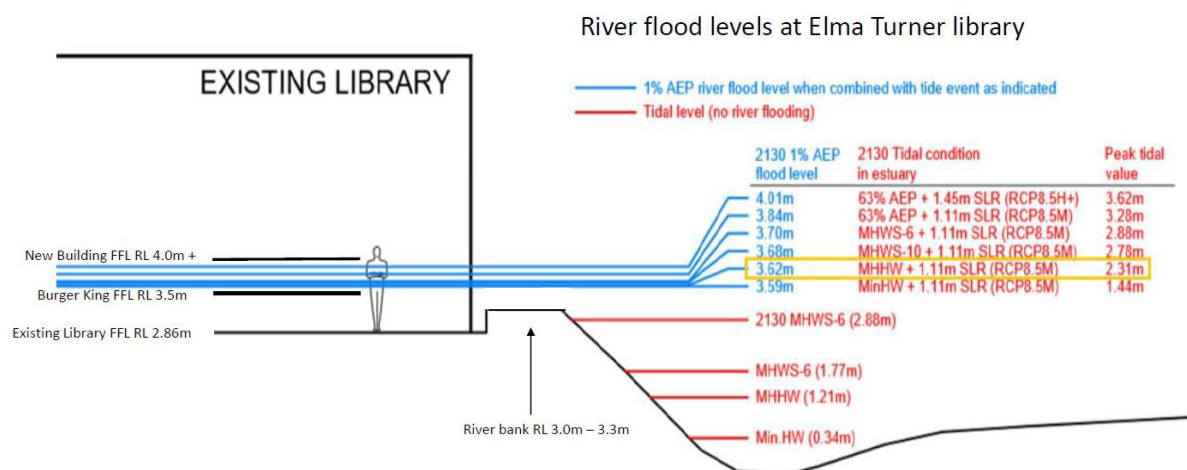 River flood levels at Elma Turner library
EXISTING LIBRARY
1% AEP river flood level when combined with tide event as indicated
Tidal level (no river flooding)
2130 1% AEP flood level 2130 Tidal condition in estuary Peak tidal value
4.01m 63% AEP + 1.45m SLR (RCP8.5H+) 3.62m
3.84m 63% AEP + 1.11m SLR (RCP8.5M) 3.28m
3.70m MHWS-6 + 1.11m SLR (RCP8.5M) 2.88m
3.68m MHWS-10 + 1.11m SLR (RCP8.5M) 2.78m
3.62m MHHW + 1.11m SLR (RCP8.5M) 2.31m
3.59m MinHW + 1.11m SLR (RCP8.5M) 1.44m
New Building FFL RL 4.0m +
Burger King FFL RL 3.5m
Existing Library FFL RL 2.86m
2130 MHWS-6 (2.88m)
MHWS-6 (1.77m)
MHHW (1.21m)
Min.HW (0.34m)
River bank RL 3.0m – 3.3m